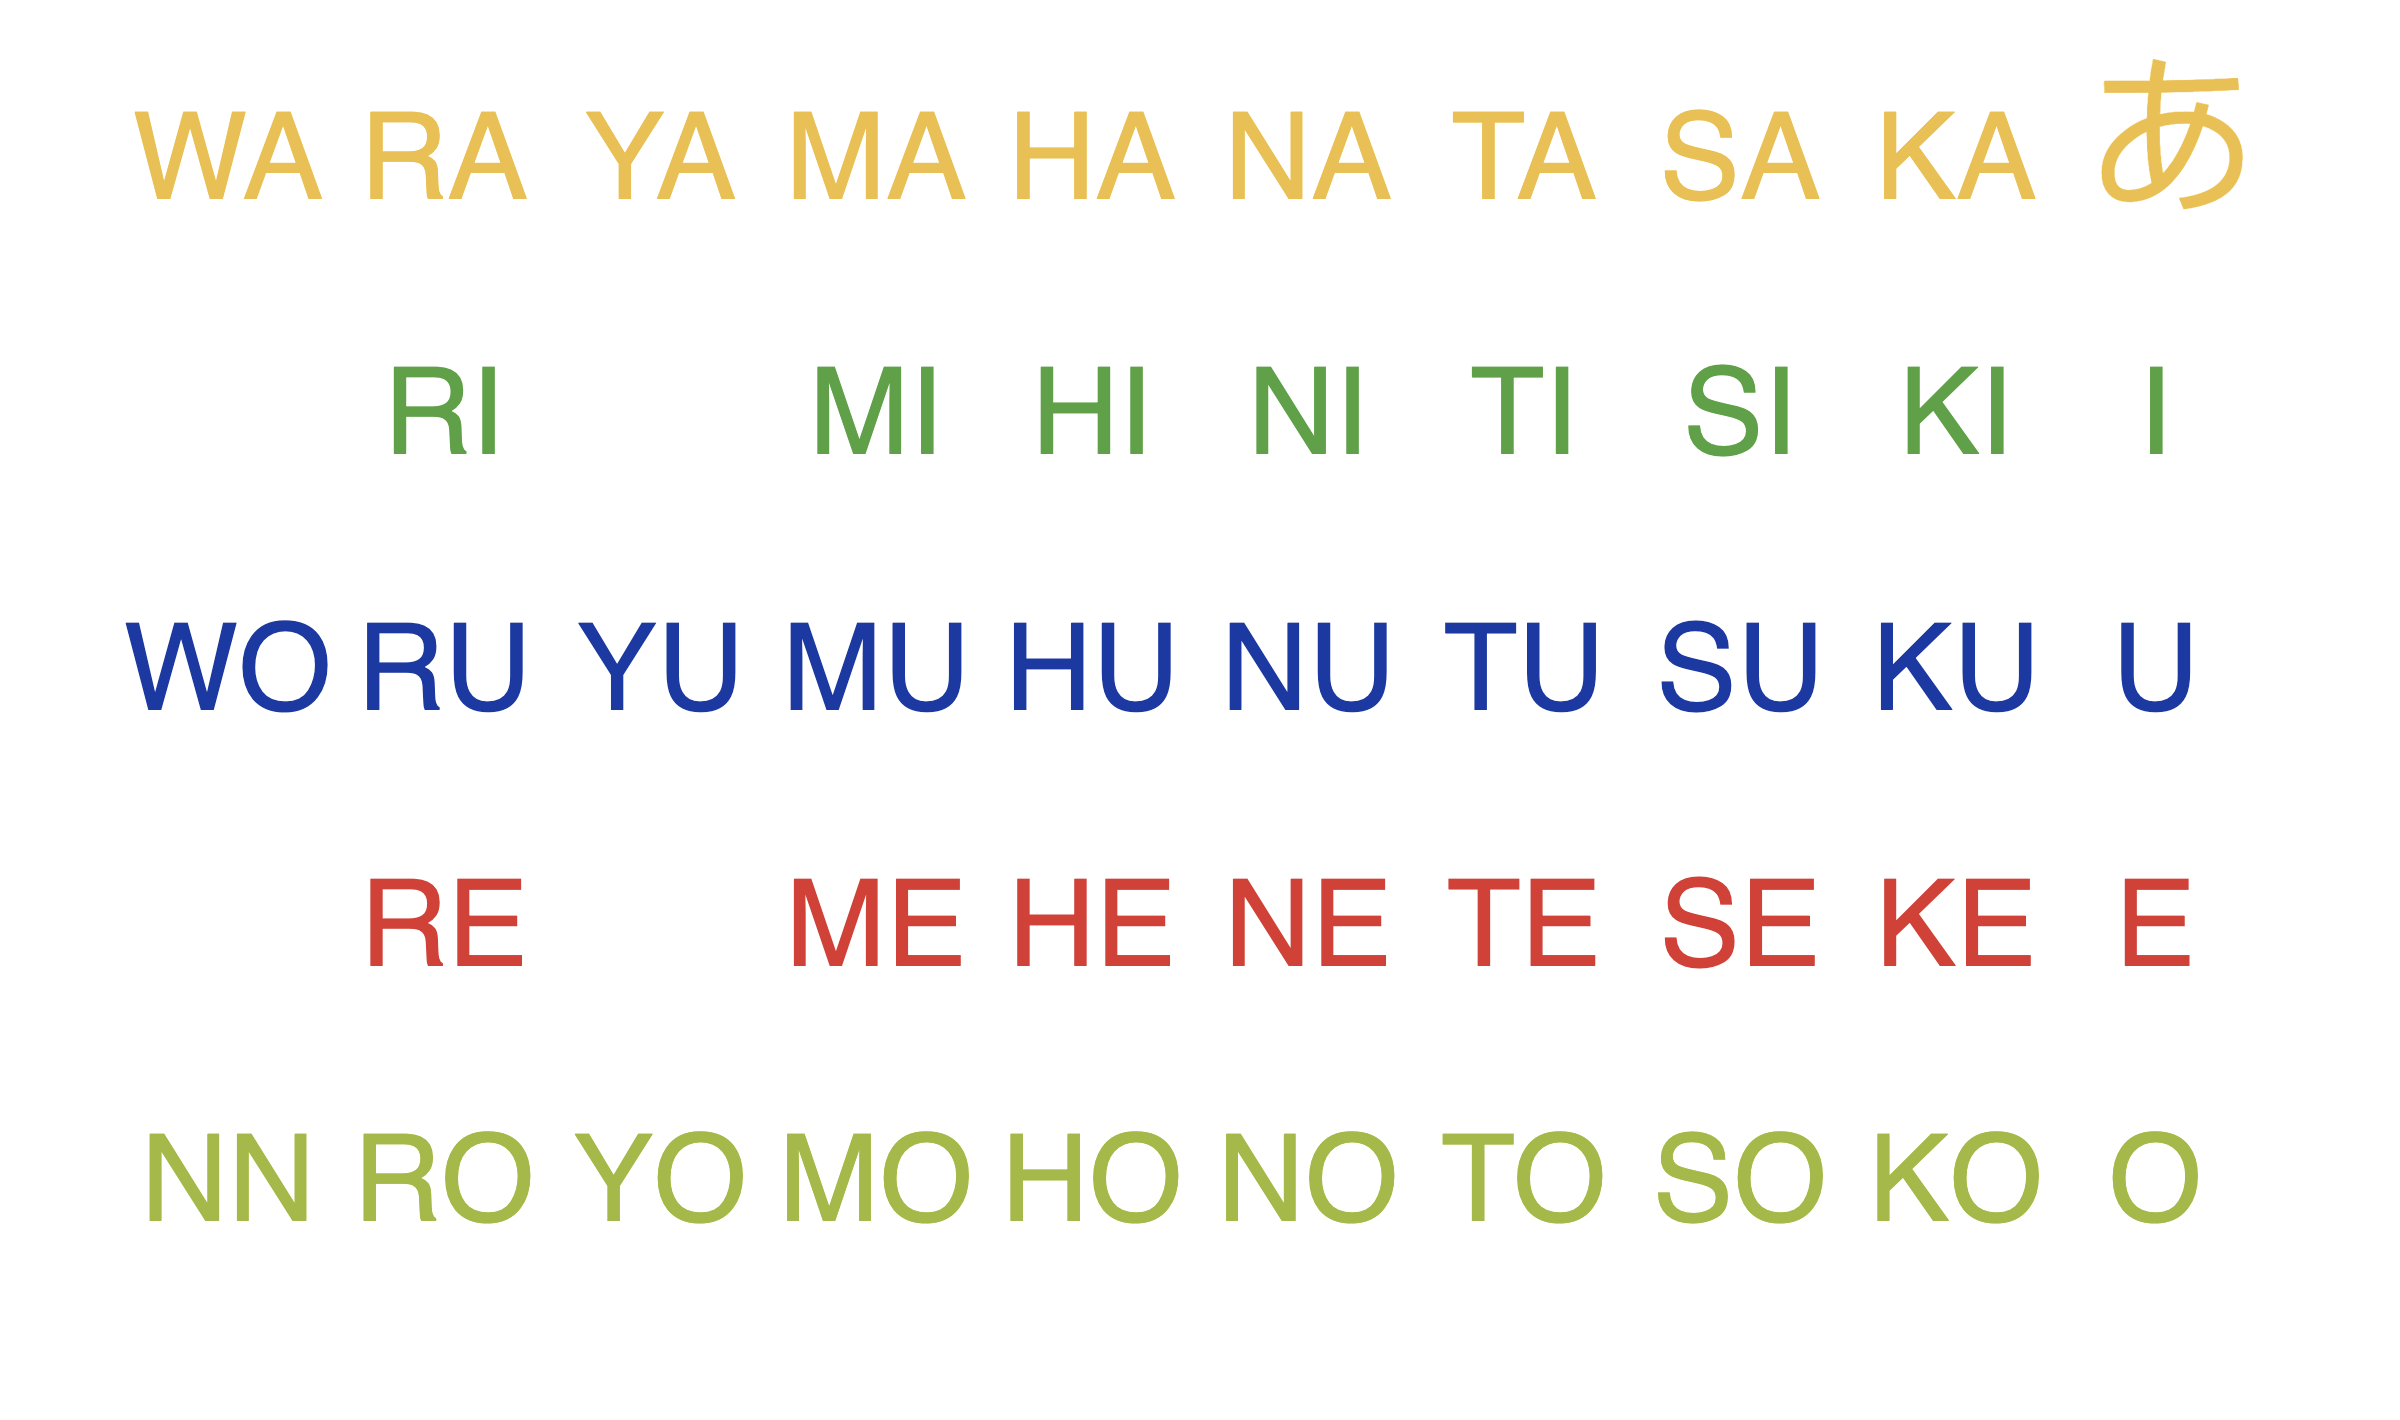 WA RA YA MA HA NA TA SA KA あ
RI MI HI NI TI SI KI I
WO RU YU MU HU NU TU SU KU U
RE ME HE NE TE SE KE E
NN RO YO MO HO NO TO SO KO O